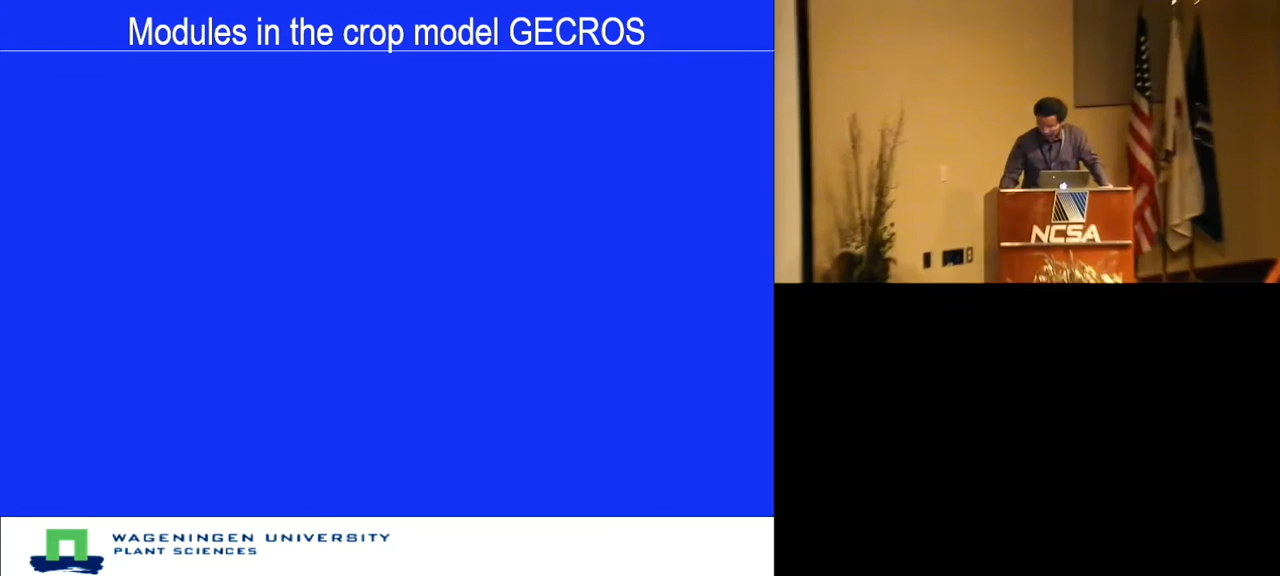 Modules in the crop model GECROS
NCSA
WAGENINGEN UNIVERSITY
PLANT SCIENCES